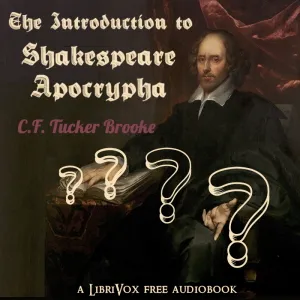 The Introduction to
Shakespeare
Apocrypha
C.F. Tucker Brooke
? ? ? ?
a LibriVox free audiobook